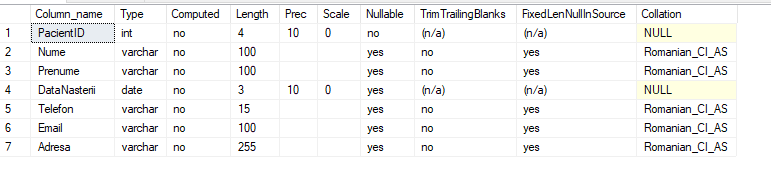 Column_name Type Computed Length Prec Scale Nullable TrimTrailingBlanks FixedLenNullInSource Collation
1 PacientID int no 4 10 0 no (n/a) (n/a) NULL
2 Nume varchar no 100 yes no yes Romanian_CI_AS
3 Prenume varchar no 100 yes no yes Romanian_CI_AS
4 DataNasterii date no 3 10 0 yes (n/a) (n/a) NULL
5 Telefon varchar no 15 yes no yes Romanian_CI_AS
6 Email varchar no 100 yes no yes Romanian_CI_AS
7 Adresa varchar no 255 yes no yes Romanian_CI_AS